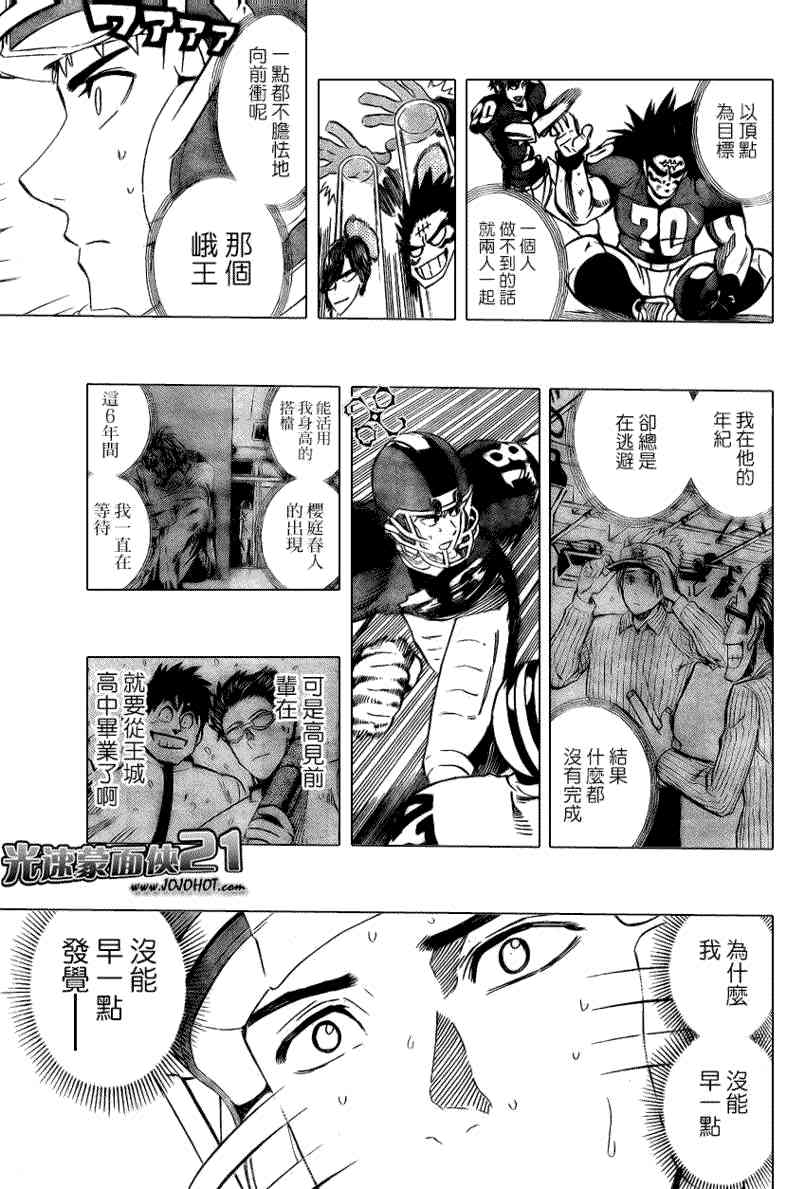 以頂點
為目標
一個人
做不到的話
就兩人一起
一點都不膽怯地
向前衝呢
那個
峨王
ワァァァ
我在他的
年紀
卻總是
在逃避
結果
什麼都
沒有完成
能活用
我身高的
搭檔
櫻庭春人
的出現
這6年間
我一直在
等待
可是高見前
輩在
就要從王城
高中畢業了啊
光速蒙面俠21
www.JOJOHOT.com
為什麼
我
沒能
早一點
沒能
早一點
發覺——
70